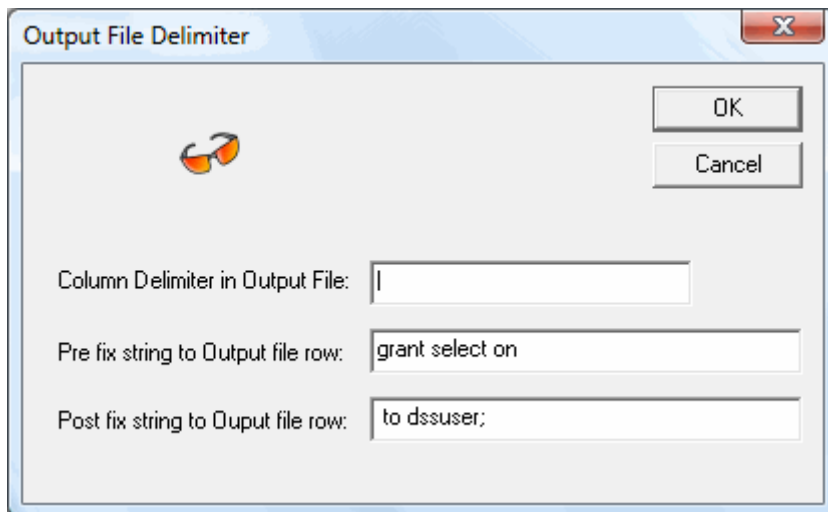 Output File Delimiter
OK
Cancel
Column Delimiter in Output File:
Pre fix string to Output file row: grant select on
Post fix string to Ouput file row: to dssuser;